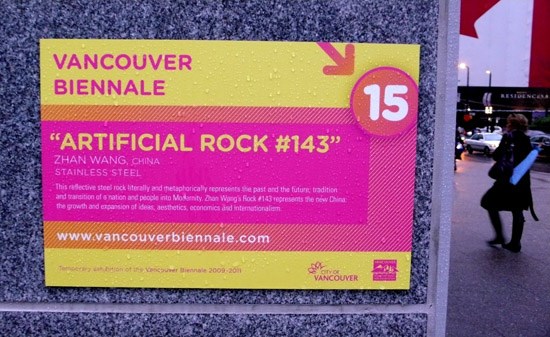 VANCOUVER
BIENNALE
15
"ARTIFICIAL ROCK #143"
ZHAN WANG, CHINA
STAINLESS STEEL
This reflective steel rock literally and metaphorically represents the past and the future; tradition
and transition of a nation and people into Modernity. Zhan Wang's Rock #143 represents the new China:
the growth and expansion of ideas, aesthetics, economics and internationalism.
www.vancouverbiennale.com
Temporary exhibition of the Vancouver Biennale 2009-2011
CITY OF
VANCOUVER
RESIDENCES